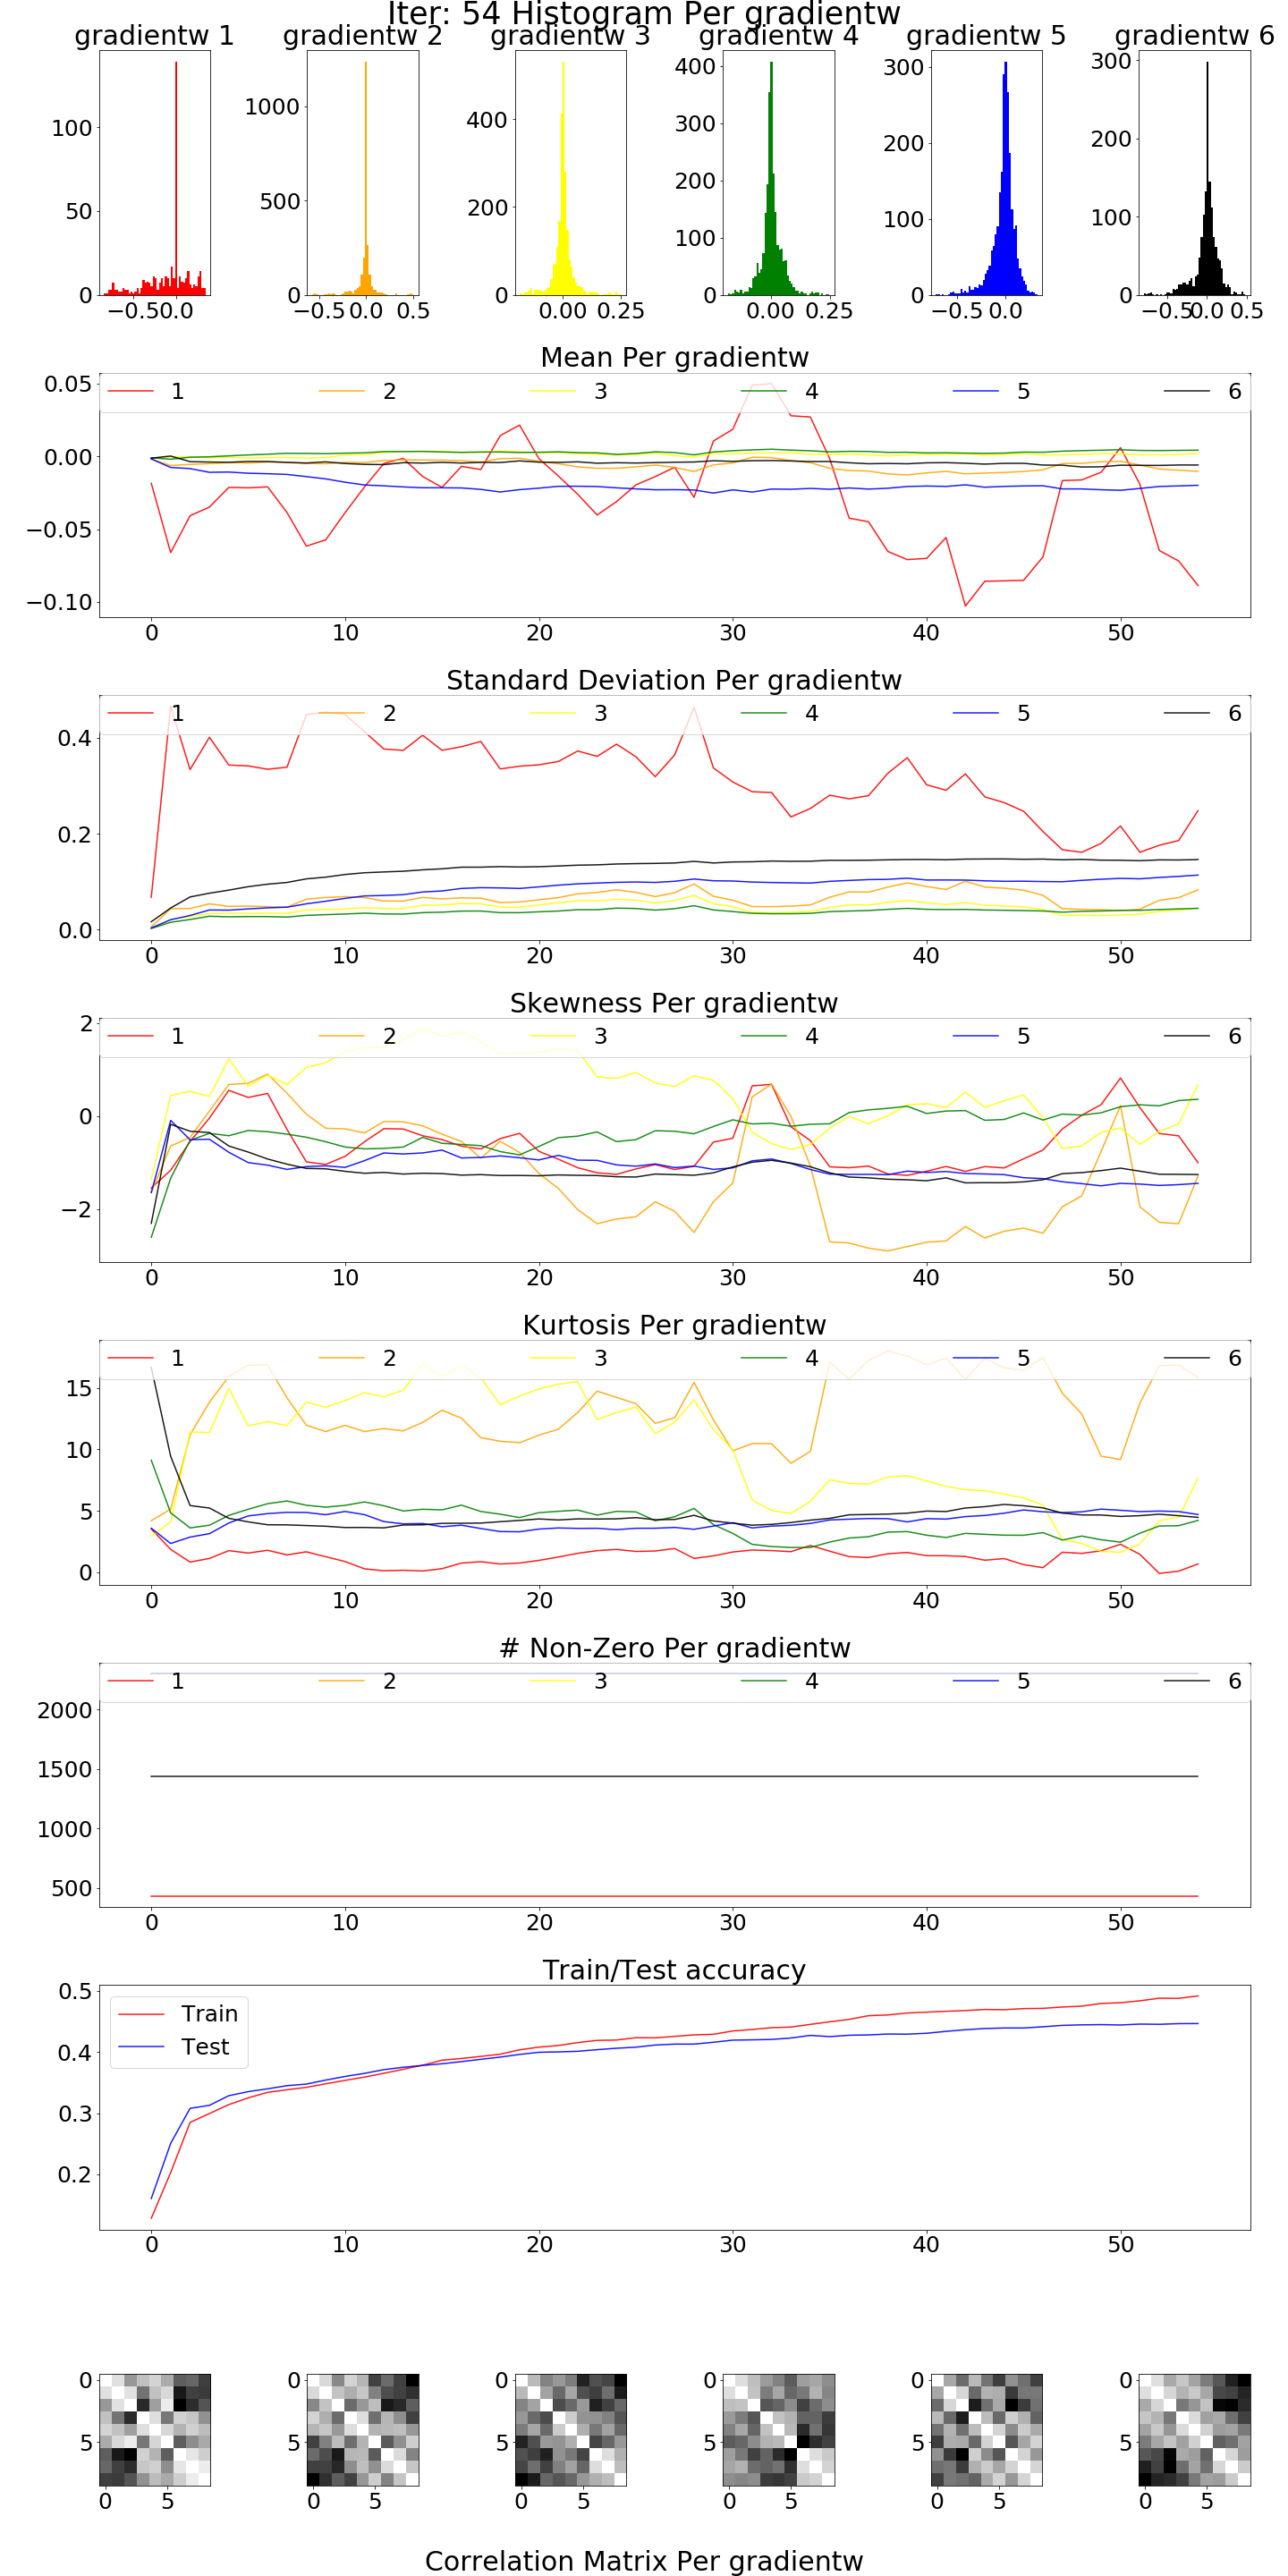 Iter: 54 Histogram Per gradientw
gradientw 1 gradientw 2 gradientw 3 gradientw 4 gradientw 5 gradientw 6
100
50
0
−0.5 0.0
1000
500
0
−0.5 0.0 0.5
400
200
0
0.00 0.25
400
300
200
100
0
0.00 0.25
300
200
100
0
−0.5 0.0
300
200
100
0
−0.5 0.0 0.5
Mean Per gradientw
1 2 3 4 5 6
0.05
0.00
−0.05
−0.10
0 10 20 30 40 50
Standard Deviation Per gradientw
1 2 3 4 5 6
0.4
0.2
0.0
0 10 20 30 40 50
Skewness Per gradientw
1 2 3 4 5 6
2
0
−2
0 10 20 30 40 50
Kurtosis Per gradientw
1 2 3 4 5 6
15
10
5
0
0 10 20 30 40 50
# Non-Zero Per gradientw
1 2 3 4 5 6
2000
1500
1000
500
0 10 20 30 40 50
Train/Test accuracy
Train
Test
0.5
0.4
0.3
0.2
0 10 20 30 40 50
0
5
0 5
0
5
0 5
0
5
0 5
0
5
0 5
0
5
0 5
0
5
0 5
Correlation Matrix Per gradientw